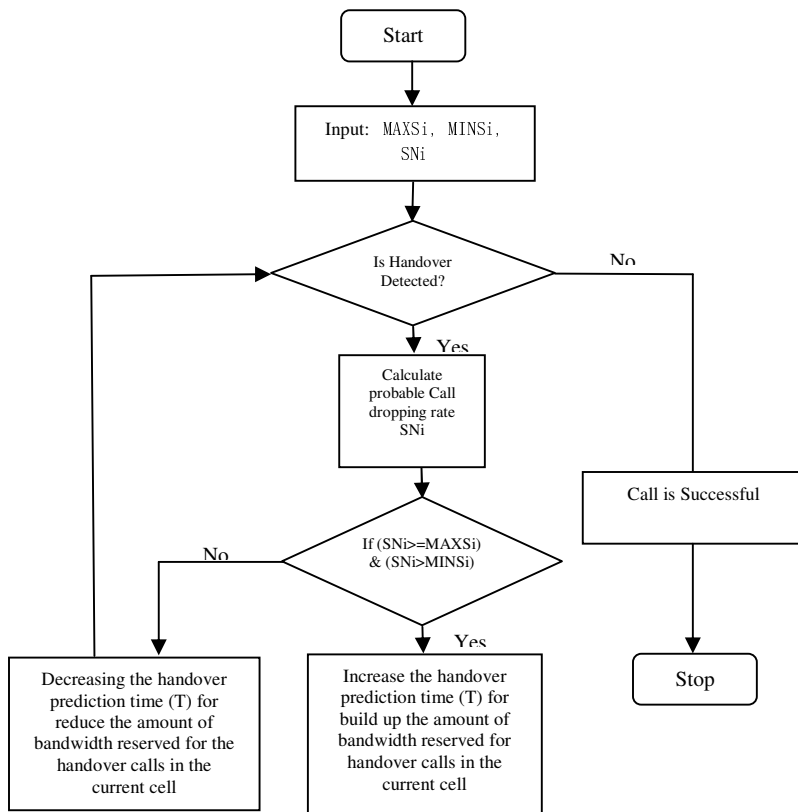 Start
Input: MAXSi, MINSi,
SNi
Is Handover
Detected?
No
Yes
Calculate
probable Call
dropping rate
SNi
Call is Successful
If (SNi>=MAXSi)
& (SNi>MINSi)
No
Yes
Decreasing the handover
prediction time (T) for
reduce the amount of
bandwidth reserved for the
handover calls in the
current cell
Increase the handover
prediction time (T) for
build up the amount of
bandwidth reserved for
handover calls in the
current cell
Stop